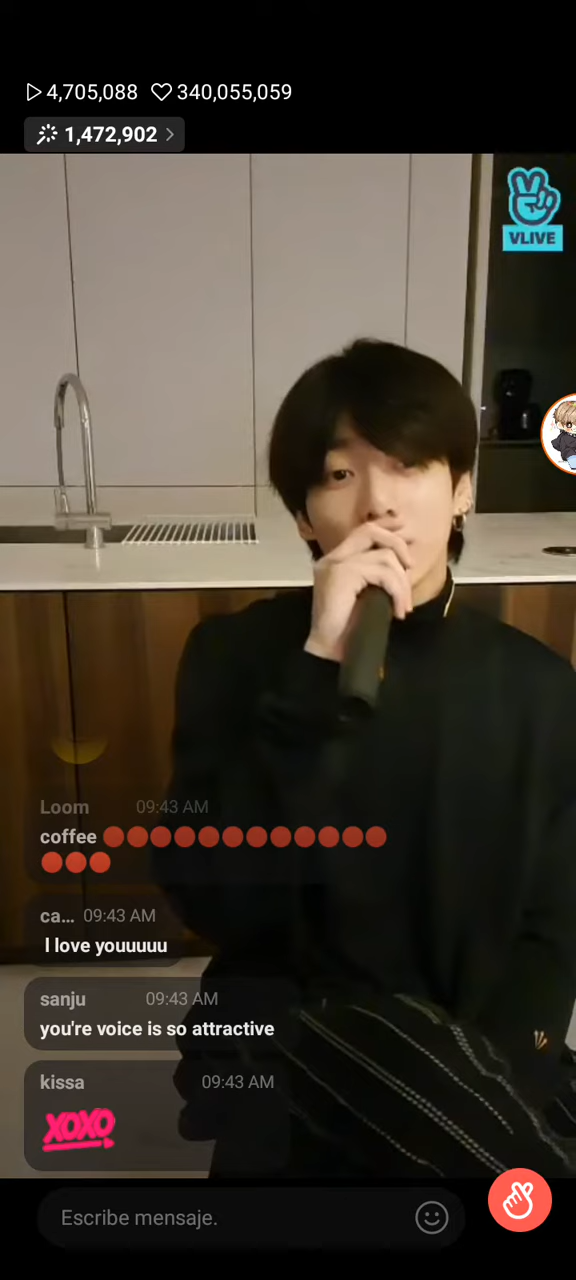 4,705,088 340,055,059
1,472,902
VLIVE
Loom 09:43 AM
coffee
ca... 09:43 AM
I love youuuuu
sanju 09:43 AM
you're voice is so attractive
kissa 09:43 AM
XOXO
Escribe mensaje.